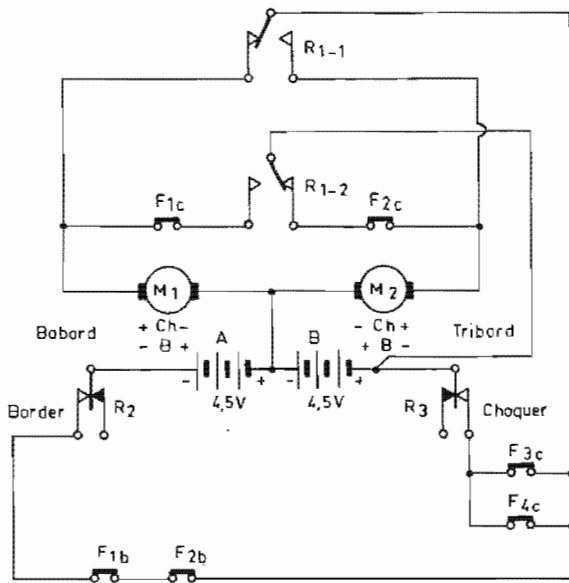 R1-1
R1-2
F1c
F2c
M1
M2
+ Ch -
- B +
- Ch +
+ B -
Babord
Tribord
A
B
- +
- +
4,5V
4,5V
Border
R2
R3
Choquer
F3c
F4c
F1b
F2b